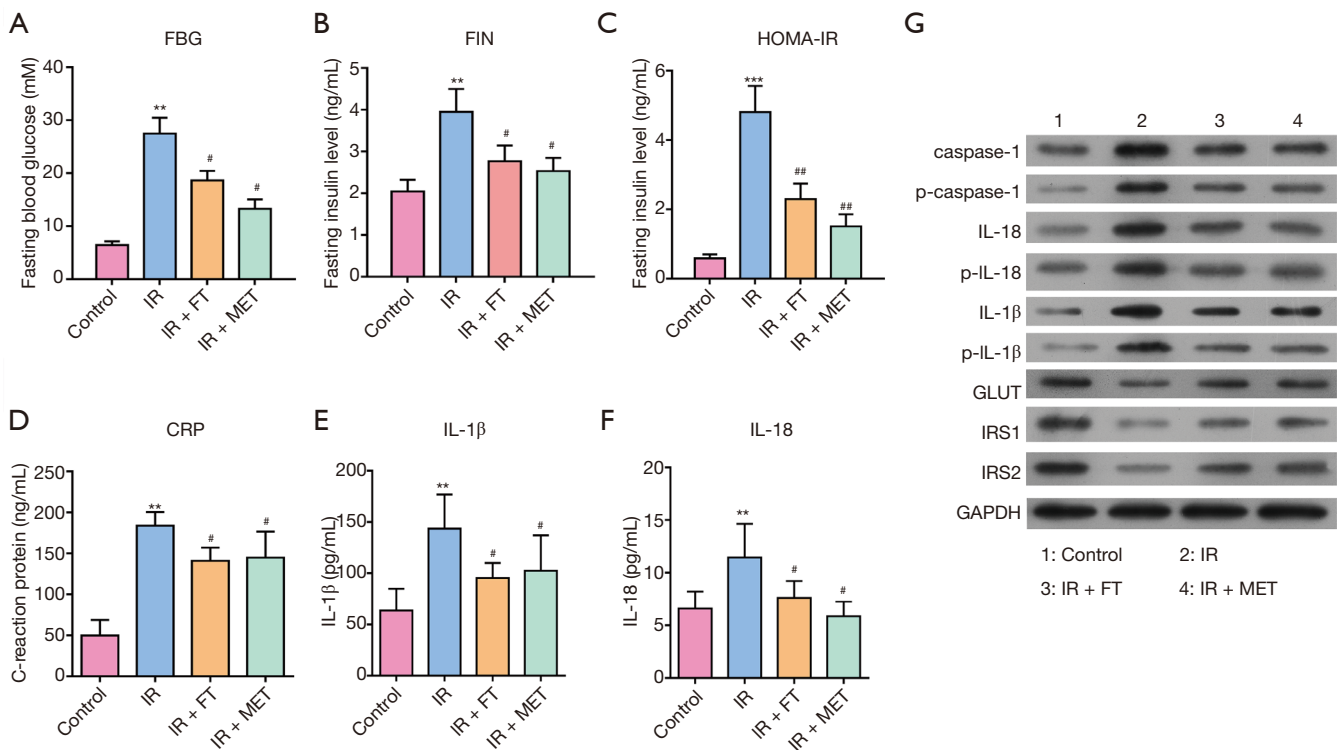 A
FBG
Fasting blood glucose (mM)
40
30
20
10
0
**
#
#
Control
IR
IR + FT
IR + MET
B
FIN
Fasting insulin level (ng/mL)
5
4
3
2
1
0
**
#
#
Control
IR
IR + FT
IR + MET
C
HOMA-IR
Fasting insulin level (ng/mL)
6
4
2
0
***
##
##
Control
IR
IR + FT
IR + MET
D
CRP
C-reaction protein (ng/mL)
250
200
150
100
50
0
**
#
#
Control
IR
IR + FT
IR + MET
E
IL-1β
IL-1β (pg/mL)
200
150
100
50
0
**
#
#
Control
IR
IR + FT
IR + MET
F
IL-18
IL-18 (pg/mL)
20
15
10
5
0
**
#
#
Control
IR
IR + FT
IR + MET
G
1 2 3 4
caspase-1
p-caspase-1
IL-18
p-IL-18
IL-1β
p-IL-1β
GLUT
IRS1
IRS2
GAPDH
1: Control 2: IR
3: IR + FT 4: IR + MET